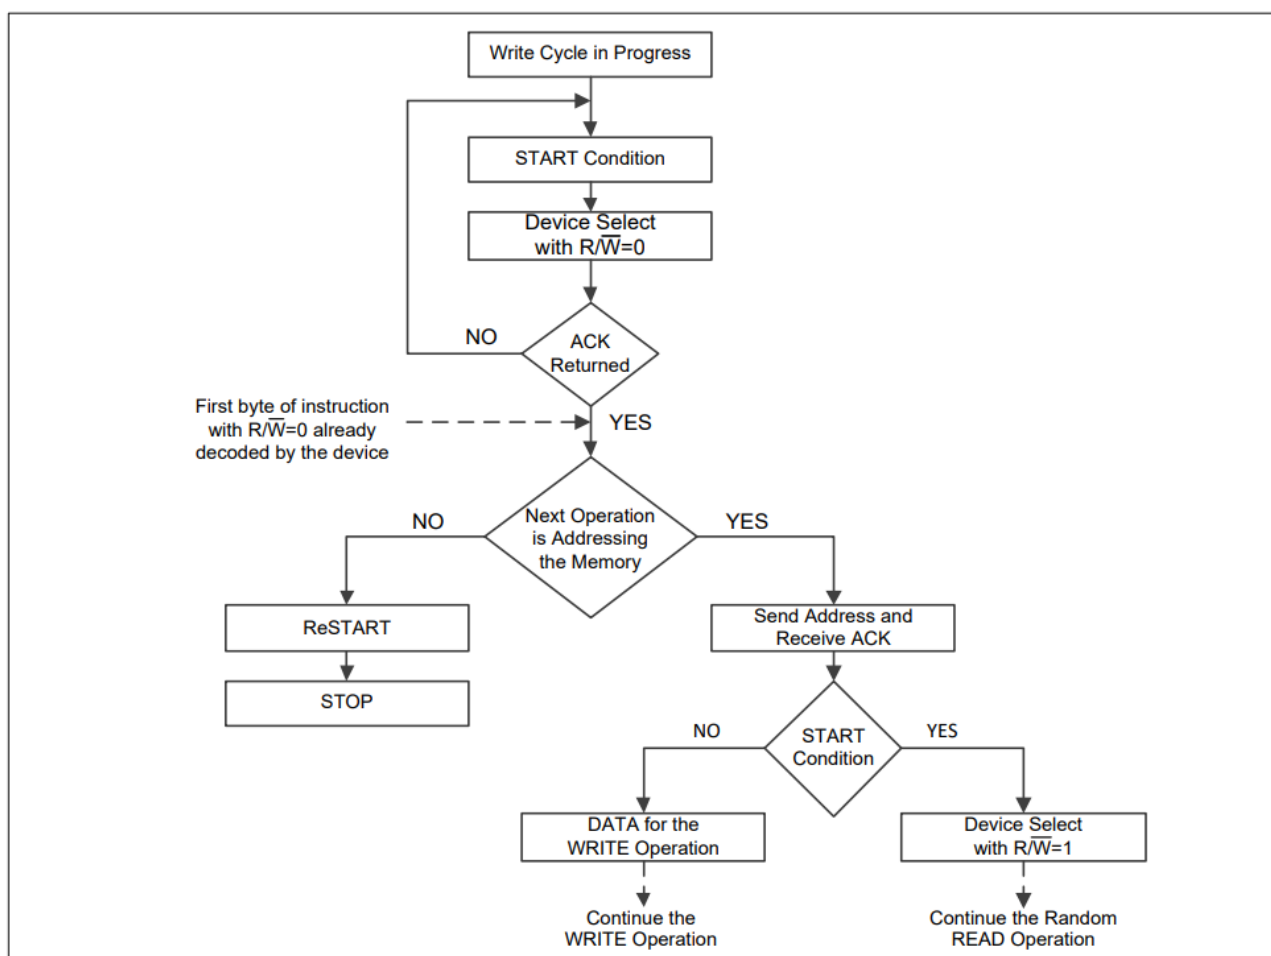 Write Cycle in Progress
START Condition
Device Select
with R/W̅=0
ACK
Returned
NO
YES
First byte of instruction
with R/W̅=0 already
decoded by the device
Next Operation
is Addressing
the Memory
NO
YES
ReSTART
STOP
Send Address and
Receive ACK
START
Condition
NO
YES
DATA for the
WRITE Operation
Device Select
with R/W̅=1
Continue the
WRITE Operation
Continue the Random
READ Operation